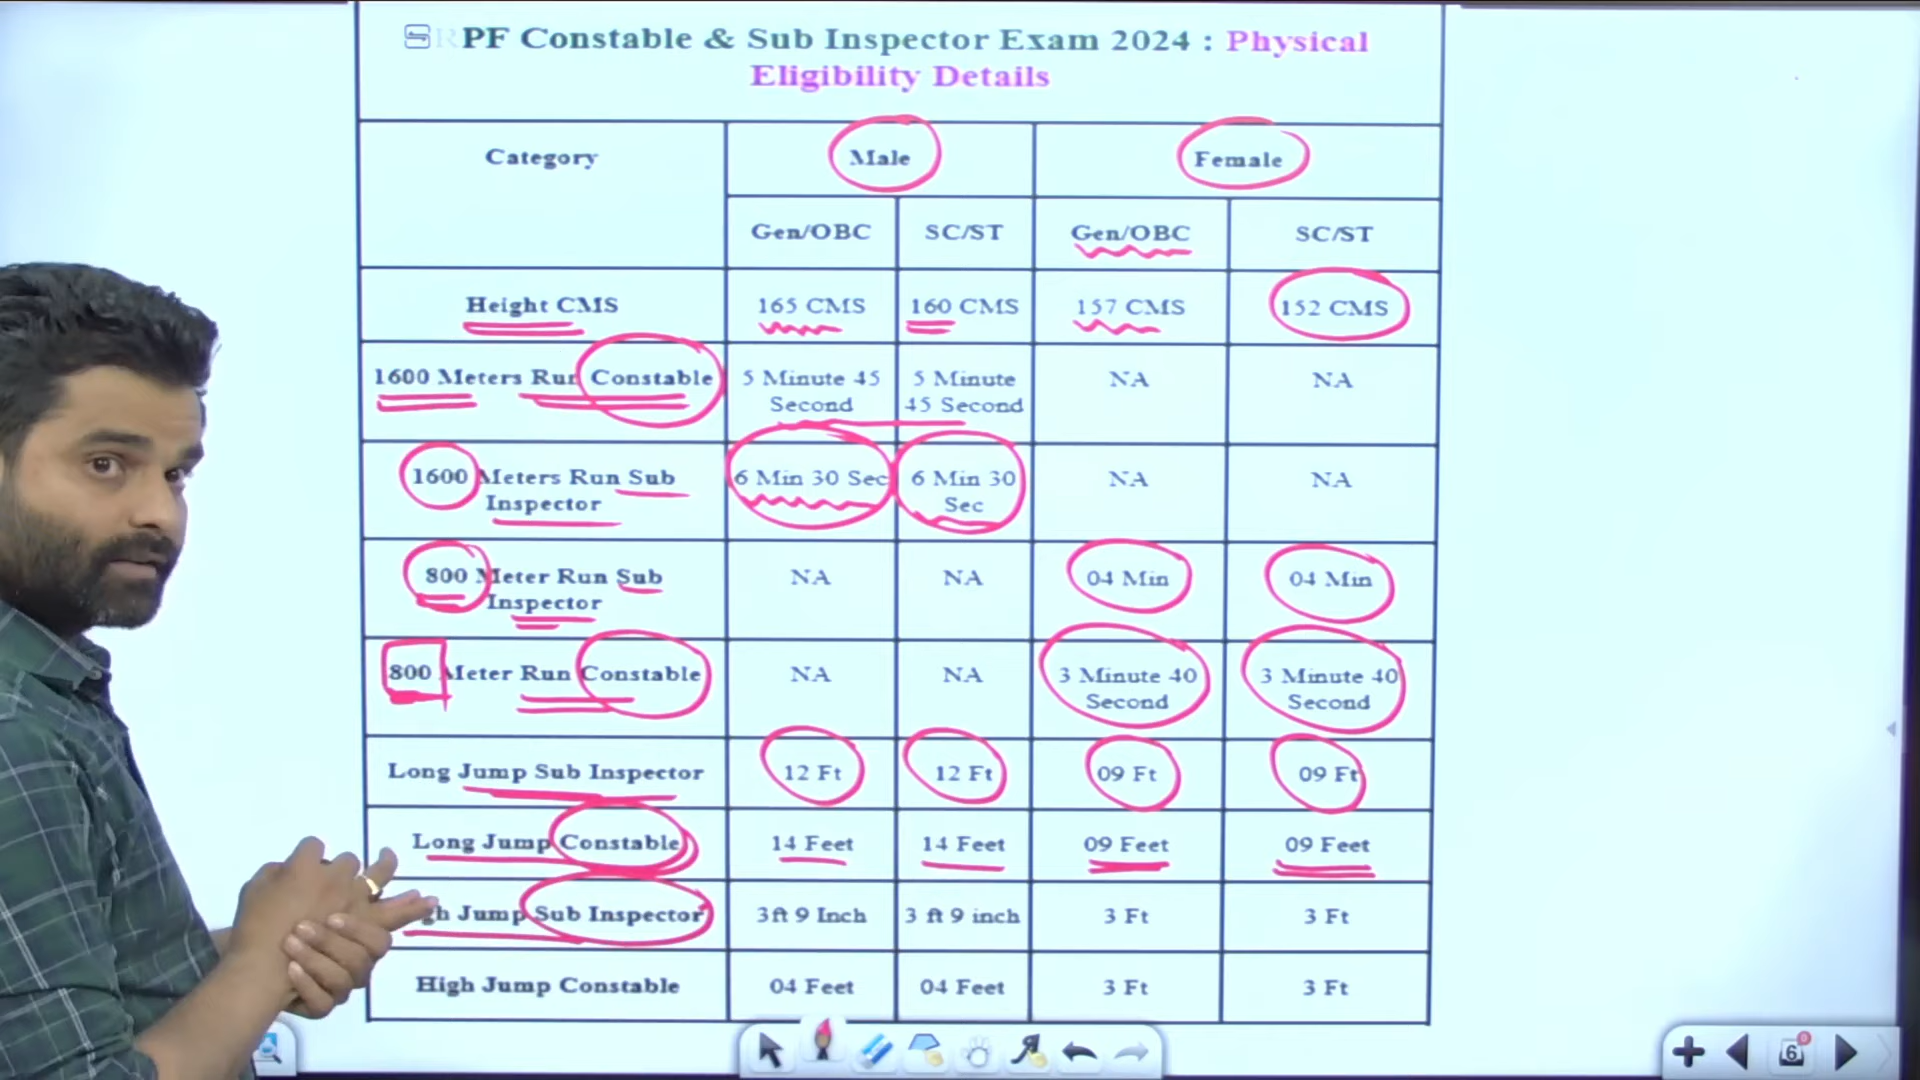 RPF Constable & Sub Inspector Exam 2024 : Physical
Eligibility Details
Category
Male
Female
Gen/OBC
SC/ST
Gen/OBC
SC/ST
Height CMS
165 CMS
160 CMS
157 CMS
152 CMS
1600 Meters Run Constable
5 Minute 45
Second
5 Minute
45 Second
NA
NA
1600 Meters Run Sub
Inspector
6 Min 30 Sec
6 Min 30
Sec
NA
NA
800 Meter Run Sub
Inspector
NA
NA
04 Min
04 Min
800 Meter Run Constable
NA
NA
3 Minute 40
Second
3 Minute 40
Second
Long Jump Sub Inspector
12 Ft
12 Ft
09 Ft
09 Ft
Long Jump Constable
14 Feet
14 Feet
09 Feet
09 Feet
gh Jump Sub Inspector
3ft 9 Inch
3 ft 9 inch
3 Ft
3 Ft
High Jump Constable
04 Feet
04 Feet
3 Ft
3 Ft
6
0